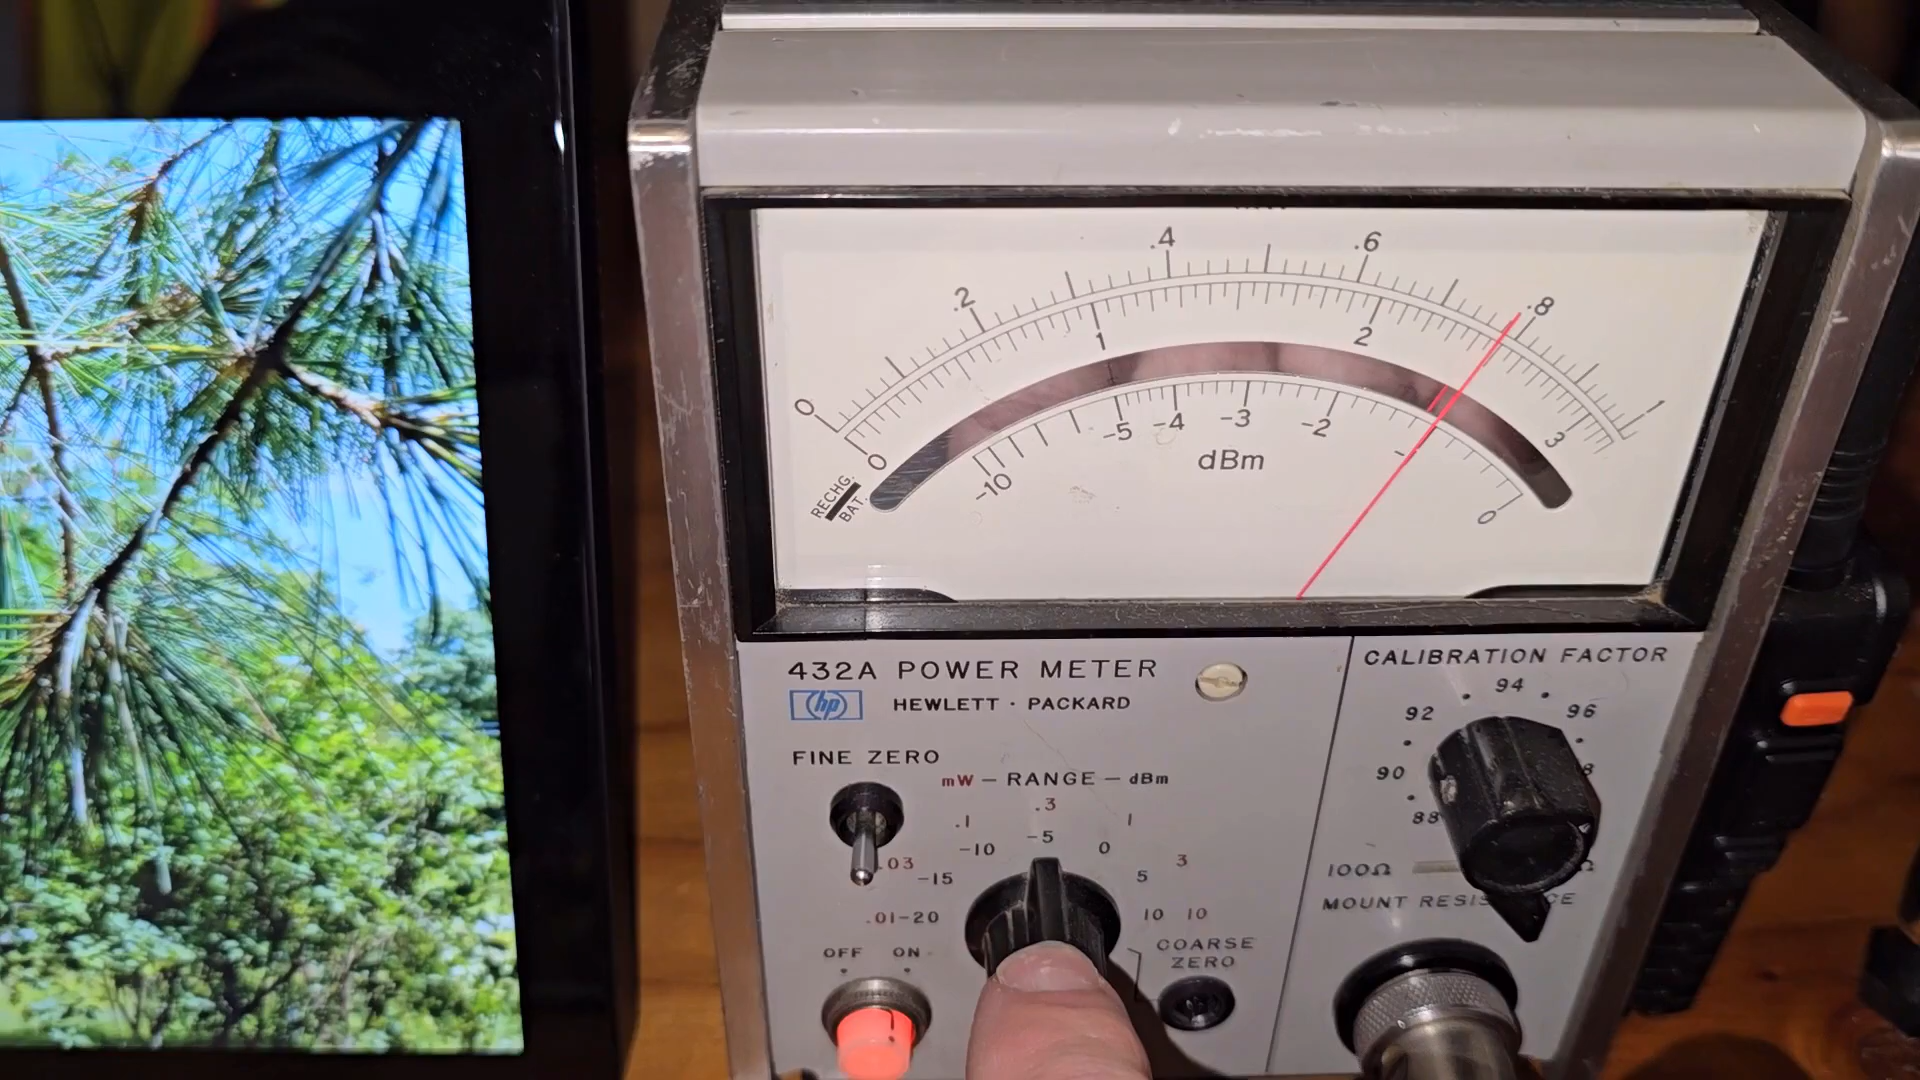 .2 .4 .6 .8
0 1
1 2
0 3
-10 -5 -4 -3 -2 - 0
dBm
RECHG.
BAT.
432A POWER METER
hp HEWLETT · PACKARD
FINE ZERO
mW — RANGE — dBm
.3
.1 1
-10 -5 0
.03 -15 5 3
.01-20 10 10
OFF ON
COARSE
ZERO
CALIBRATION FACTOR
94
92 96
90
88
100Ω
MOUNT